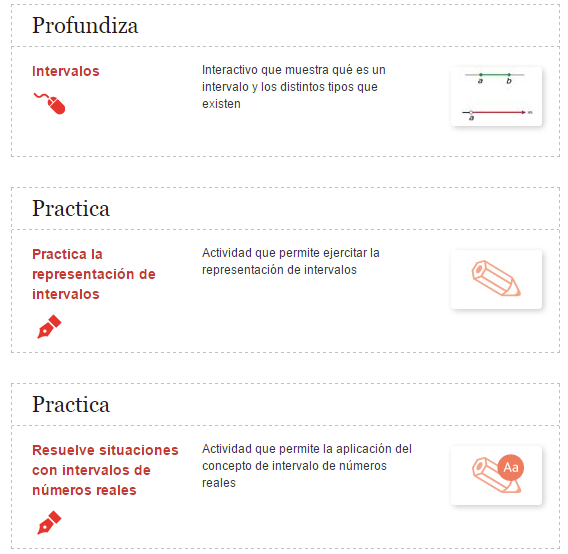 Profundiza
Intervalos
Interactivo que muestra qué es un
intervalo y los distintos tipos que
existen
a b
a ∞
Practica
Practica la
representación de
intervalos
Actividad que permite ejercitar la
representación de intervalos
Practica
Resuelve situaciones
con intervalos de
números reales
Actividad que permite la aplicación del
concepto de intervalo de números
reales
Aa